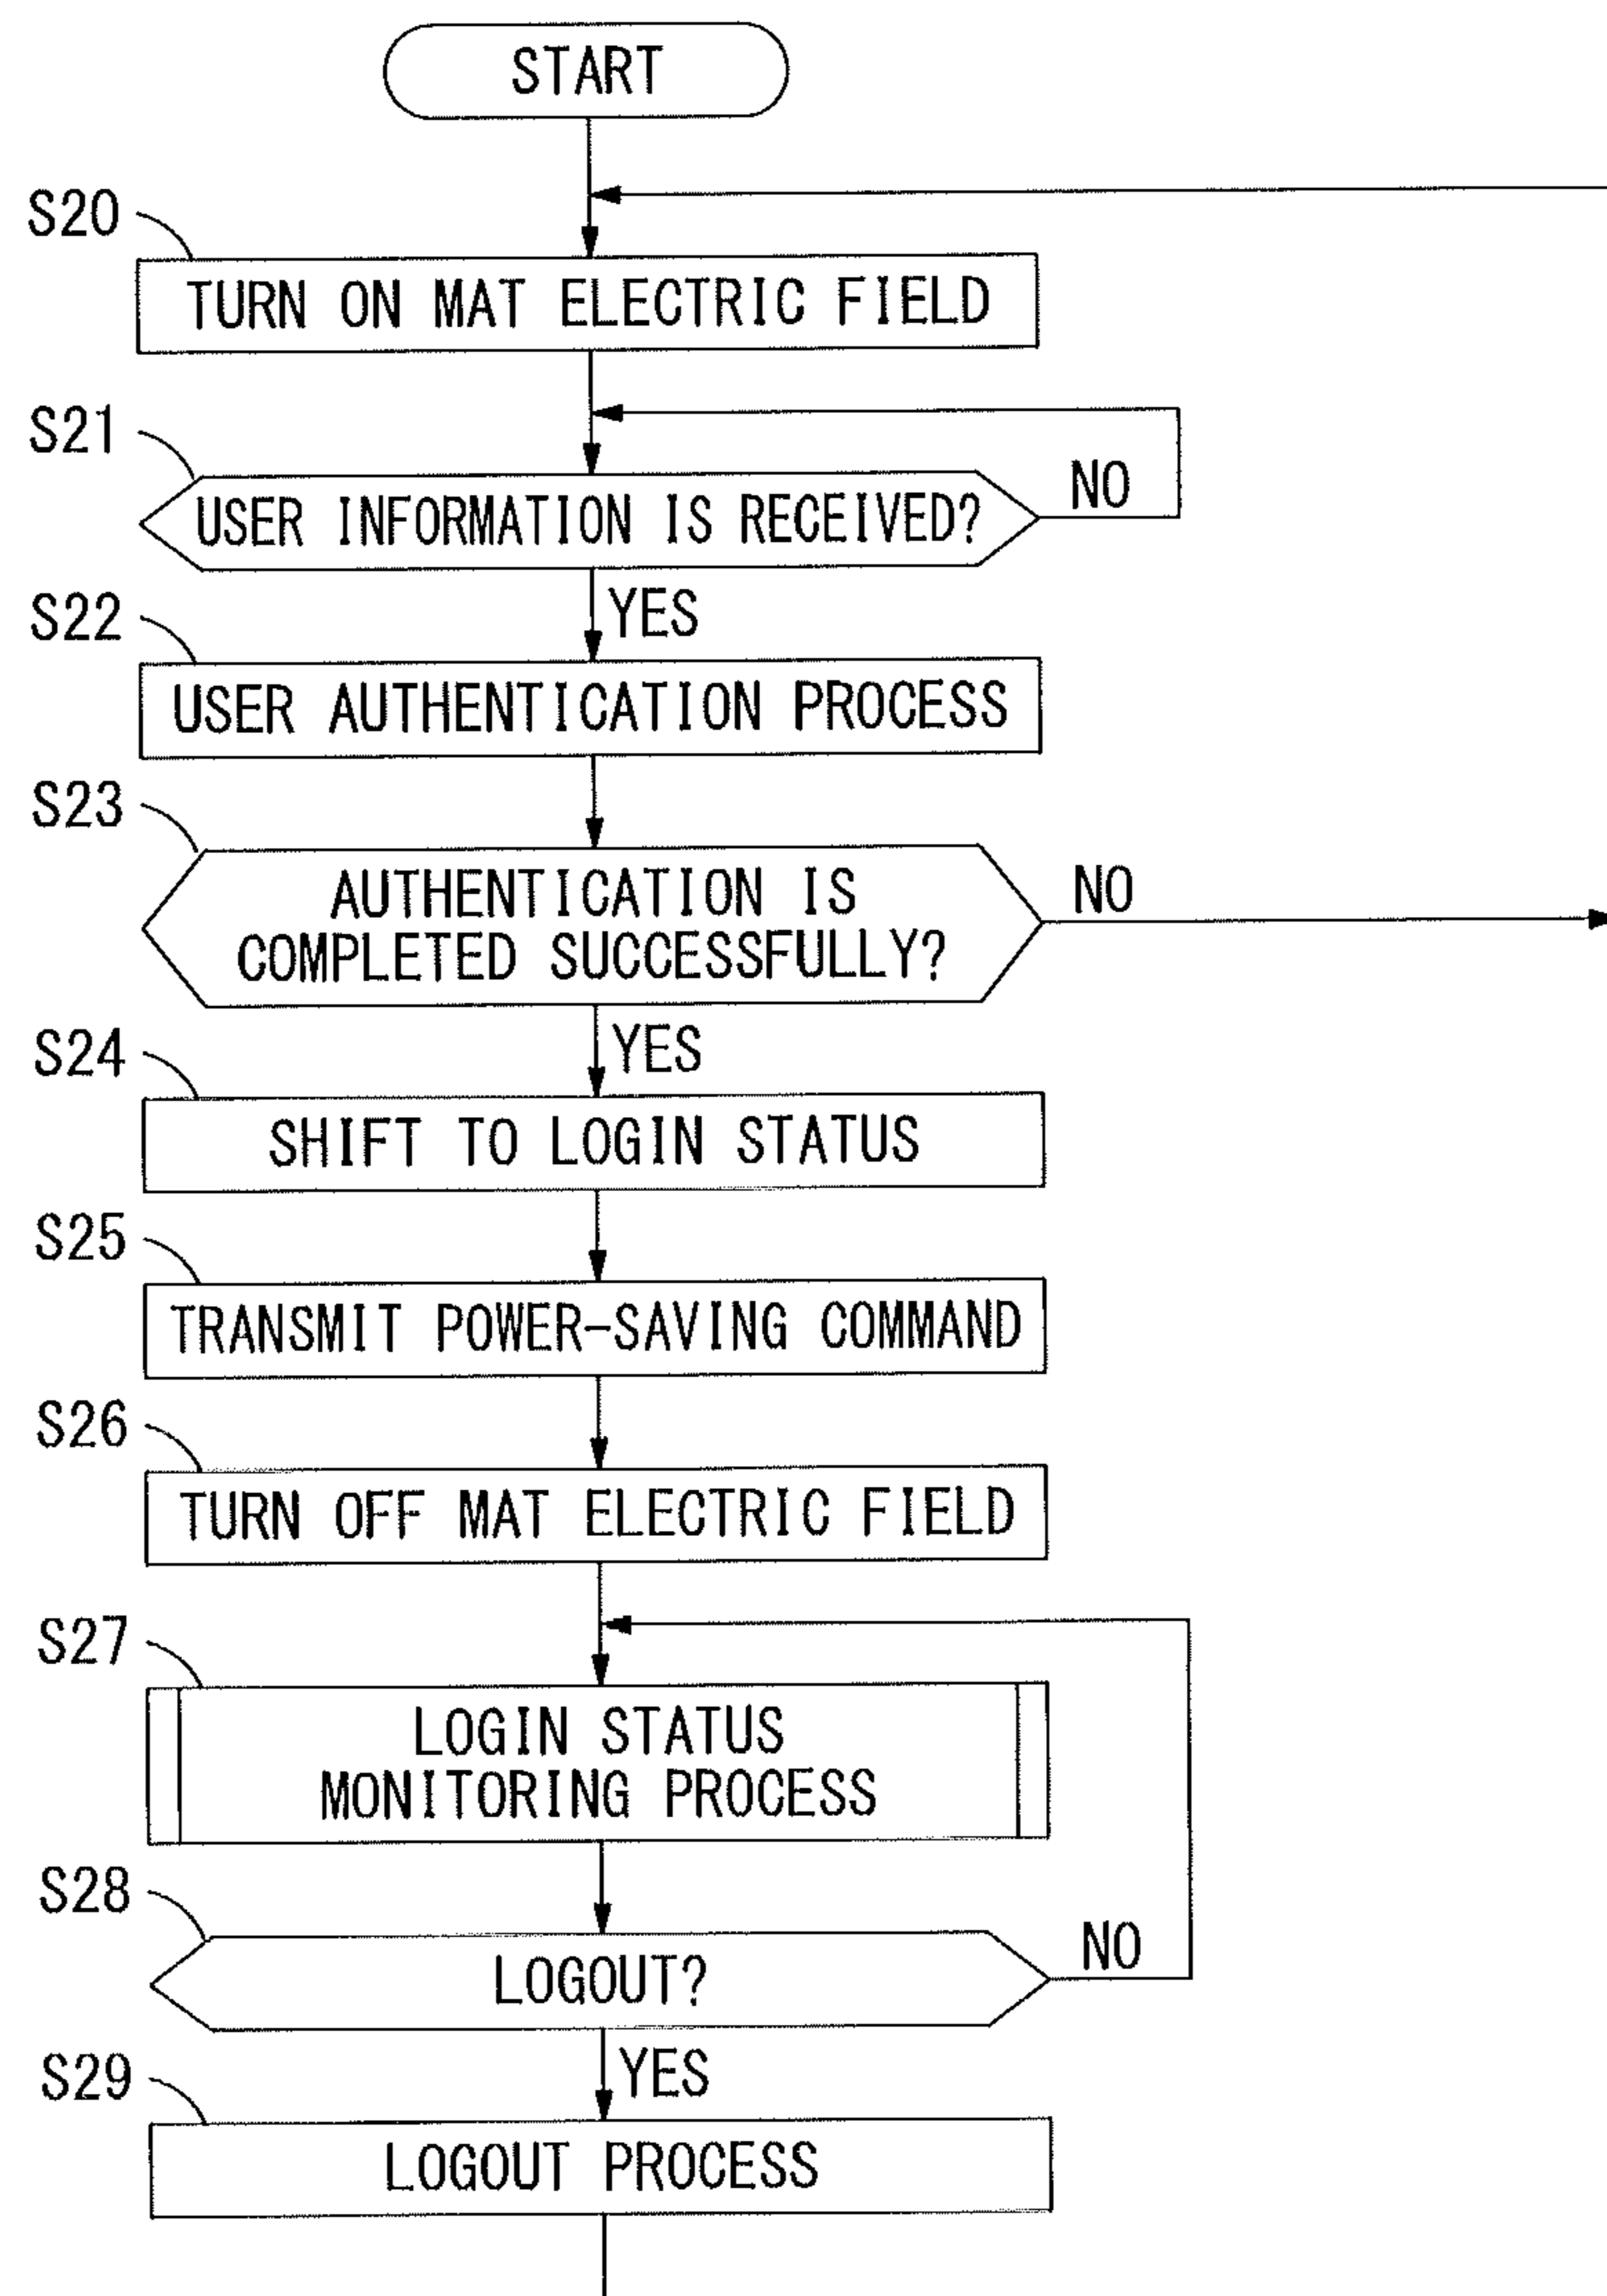 START
S20
TURN ON MAT ELECTRIC FIELD
S21
USER INFORMATION IS RECEIVED?
NO
YES
S22
USER AUTHENTICATION PROCESS
S23
AUTHENTICATION IS
COMPLETED SUCCESSFULLY?
NO
YES
S24
SHIFT TO LOGIN STATUS
S25
TRANSMIT POWER-SAVING COMMAND
S26
TURN OFF MAT ELECTRIC FIELD
S27
LOGIN STATUS
MONITORING PROCESS
S28
LOGOUT?
NO
YES
S29
LOGOUT PROCESS